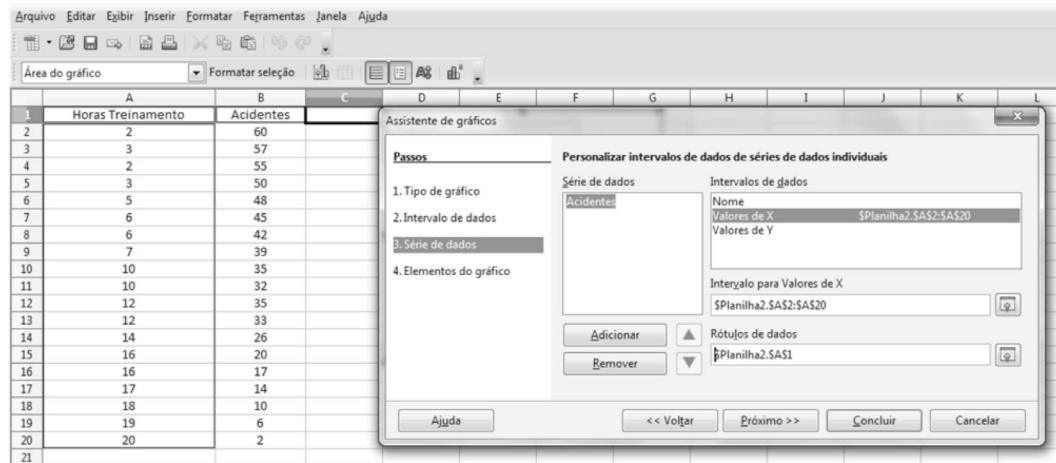 Arquivo Editar Exibir Inserir Formatar Ferramentas Janela Ajuda
Área do gráfico Formatar seleção
A B C D E F G H I J K L
1 Horas Treinamento Acidentes
2 2 60
3 3 57
4 2 55
5 3 50
6 5 48
7 6 45
8 6 42
9 7 39
10 10 35
11 10 32
12 12 35
13 12 33
14 14 26
15 16 20
16 16 17
17 17 14
18 18 10
19 19 6
20 20 2
21
Assistente de gráficos
Passos
1. Tipo de gráfico
2. Intervalo de dados
3. Série de dados
4. Elementos do gráfico
Personalizar intervalos de dados de séries de dados individuais
Série de dados
Acidentes
Intervalos de dados
Nome
Valores de X $Planilha2.$A$2:$A$20
Valores de Y
Intervalo para Valores de X
$Planilha2.$A$2:$A$20
Adicionar
Remover
Rótulos de dados
$Planilha2.$A$1
Ajuda << Voltar Próximo >> Concluir Cancelar